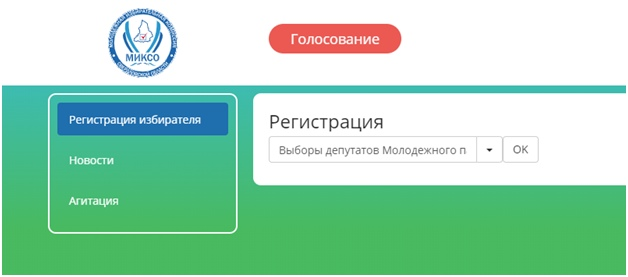 МИКСО
Голосование
Регистрация избирателя
Новости
Агитация
Регистрация
Выборы депутатов Молодежного п
OK